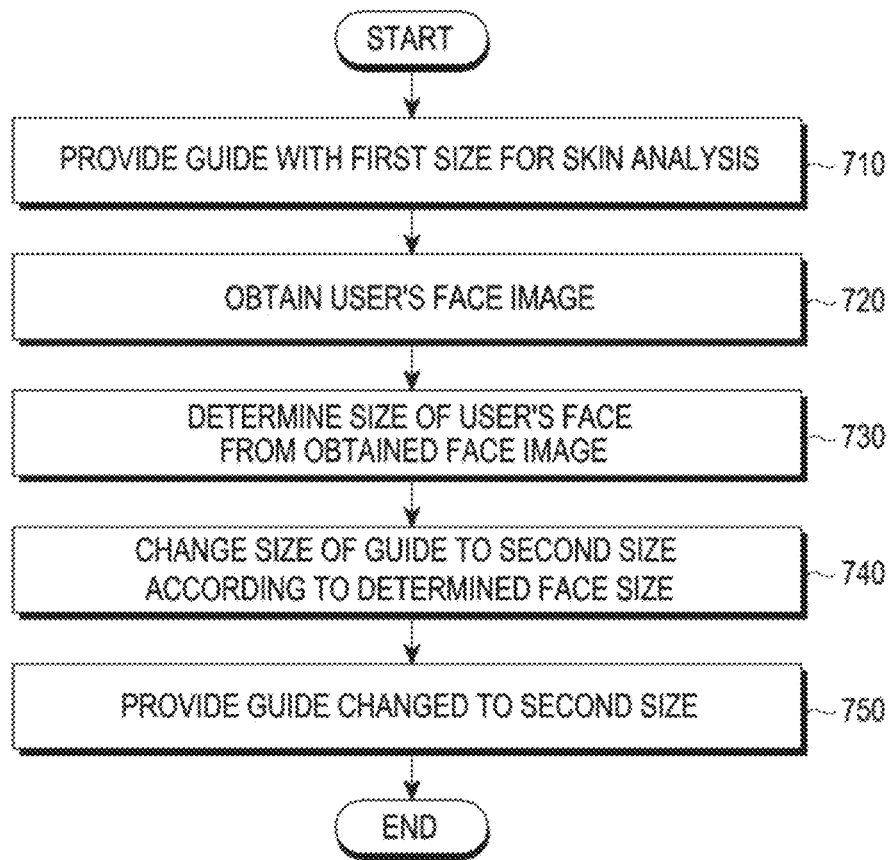 START
PROVIDE GUIDE WITH FIRST SIZE FOR SKIN ANALYSIS
710
OBTAIN USER'S FACE IMAGE
720
DETERMINE SIZE OF USER'S FACE
FROM OBTAINED FACE IMAGE
730
CHANGE SIZE OF GUIDE TO SECOND SIZE
ACCORDING TO DETERMINED FACE SIZE
740
PROVIDE GUIDE CHANGED TO SECOND SIZE
750
END